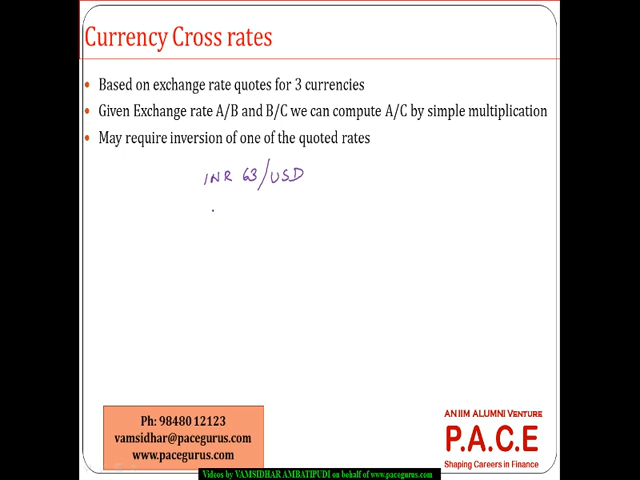 Currency Cross rates
Based on exchange rate quotes for 3 currencies
Given Exchange rate A/B and B/C we can compute A/C by simple multiplication
May require inversion of one of the quoted rates
INR 63/USD
Ph: 98480 12123
vamsidhar@pacegurus.com
www.pacegurus.com
AN IIM ALUMNI VENTURE
P.A.C.E
Shaping Careers in Finance
Videos by VAMSIDHAR AMBATIPUDI on behalf of www.pacegurus.com